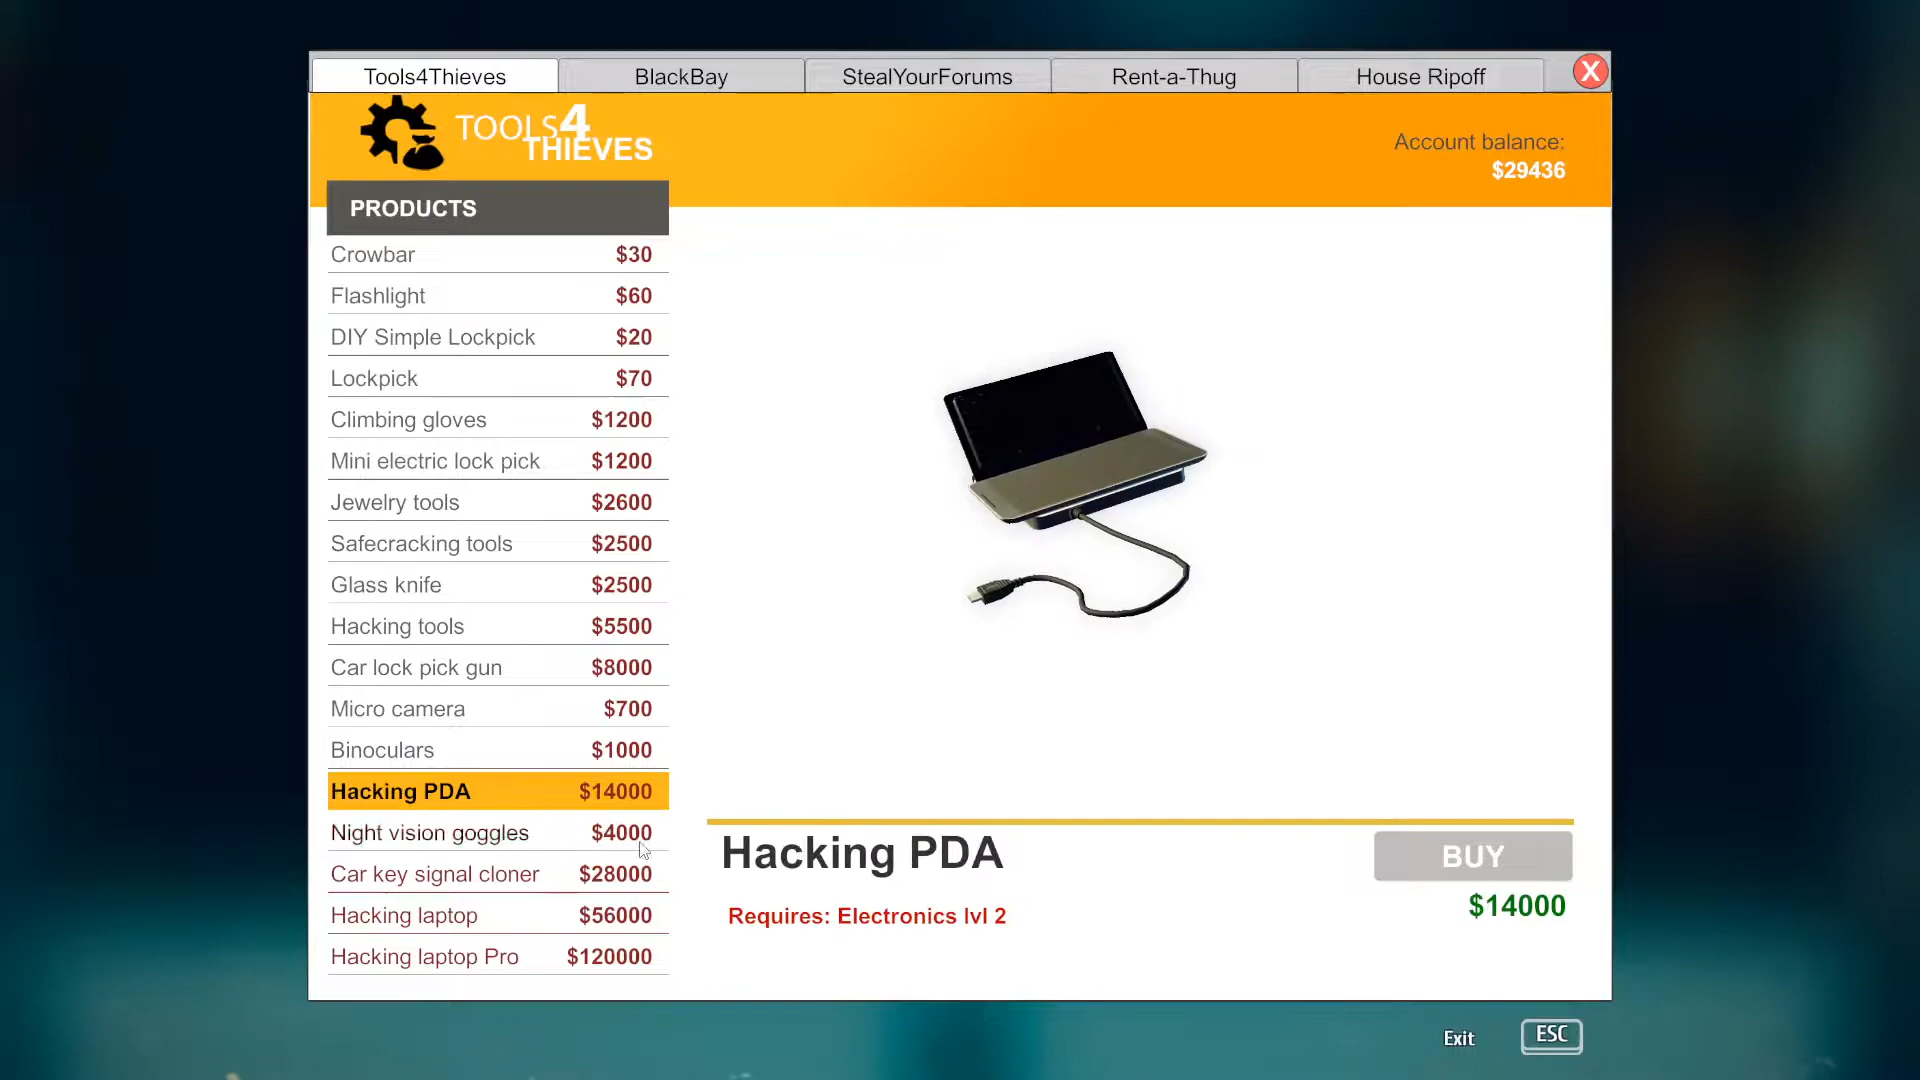 Tools4Thieves BlackBay StealYourForums Rent-a-Thug House Ripoff X
TOOLS4
THIEVES
Account balance:
$29436
PRODUCTS
Crowbar $30
Flashlight $60
DIY Simple Lockpick $20
Lockpick $70
Climbing gloves $1200
Mini electric lock pick $1200
Jewelry tools $2600
Safecracking tools $2500
Glass knife $2500
Hacking tools $5500
Car lock pick gun $8000
Micro camera $700
Binoculars $1000
Hacking PDA $14000
Night vision goggles $4000
Car key signal cloner $28000
Hacking laptop $56000
Hacking laptop Pro $120000
Hacking PDA
BUY
$14000
Requires: Electronics lvl 2
Exit ESC